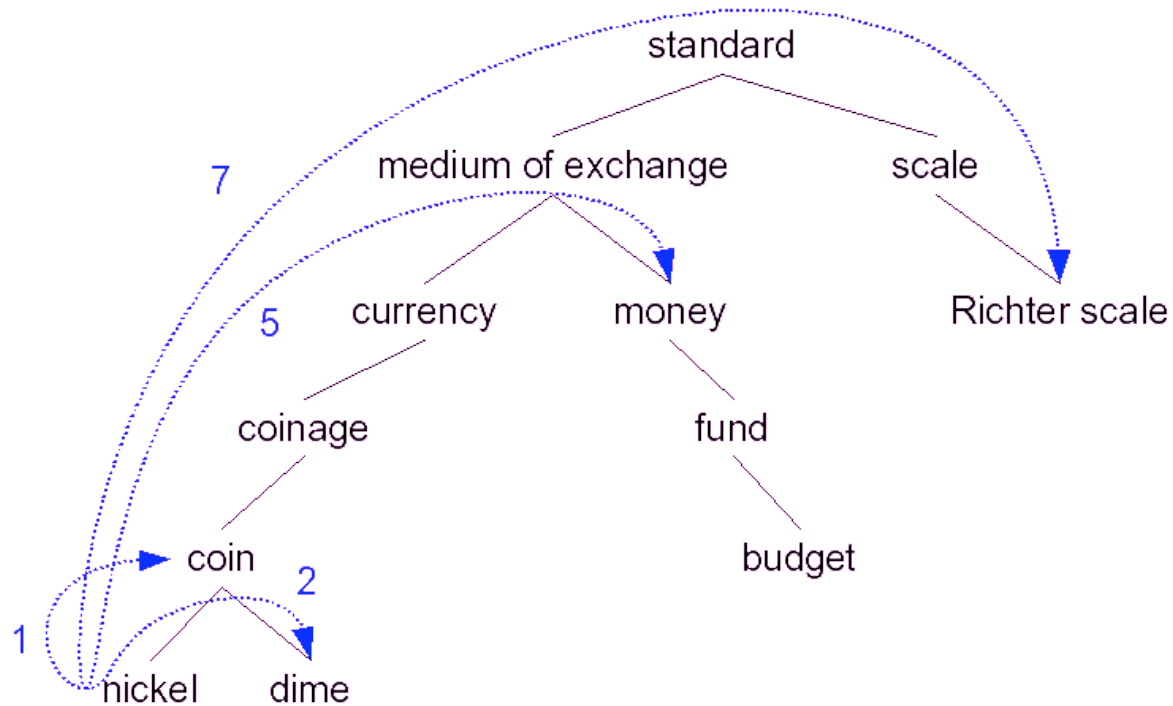 standard
medium of exchange
scale
7
5
currency
money
Richter scale
coinage
fund
coin
budget
2
1
nickel
dime